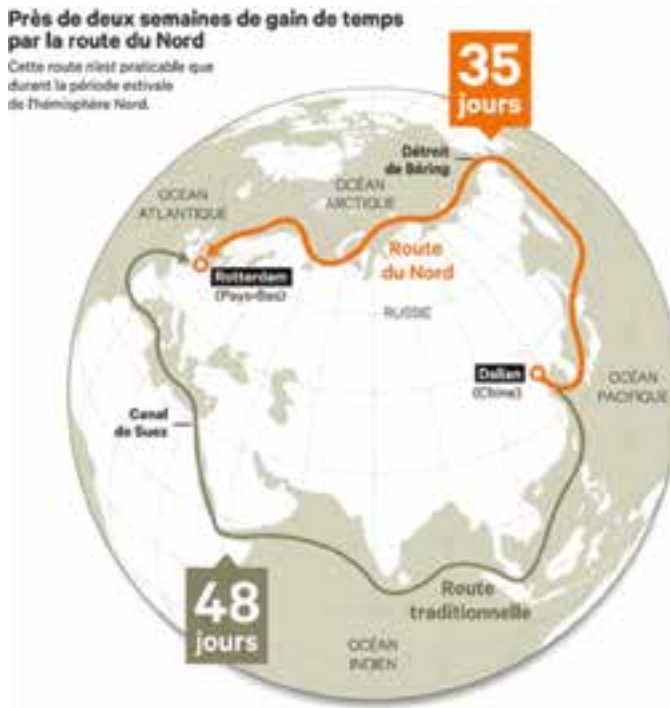 Près de deux semaines de gain de temps
par la route du Nord
Cette route n'est praticable que
durant la période estivale
de l'hémisphère Nord.
35
jours
Détroit
de Béring
OCÉAN
ARCTIQUE
OCÉAN
ATLANTIQUE
Route
du Nord
Rotterdam
(Pays-Bas)
RUSSIE
Dalian
(Chine)
OCÉAN
PACIFIQUE
Canal
de Suez
48
jours
Route
traditionnelle
OCÉAN
INDIEN